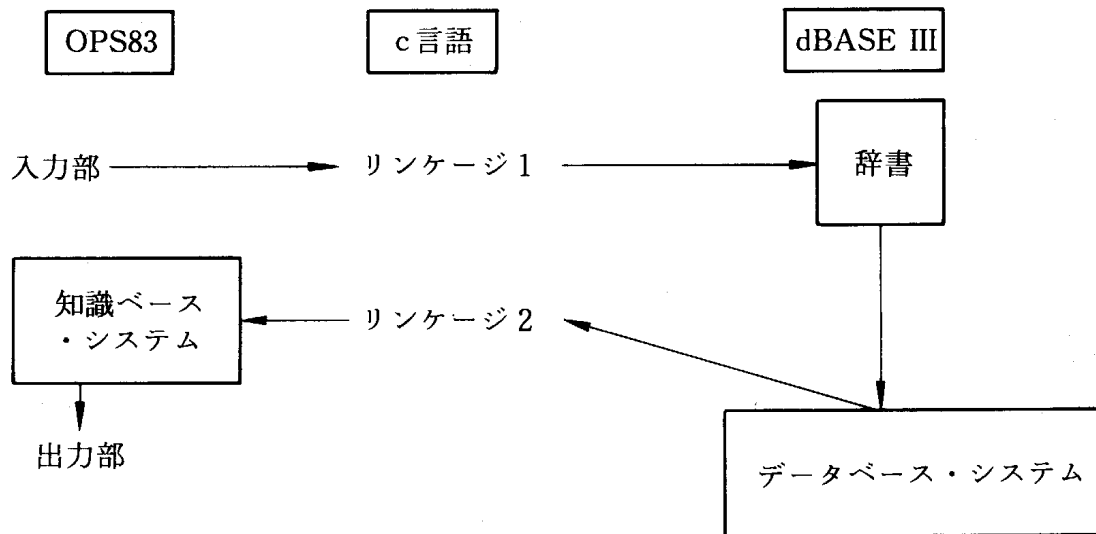 OPS83
c言語
dBASE III
入力部
リンケージ1
辞書
知識ベース
・システム
リンケージ2
出力部
データベース・システム